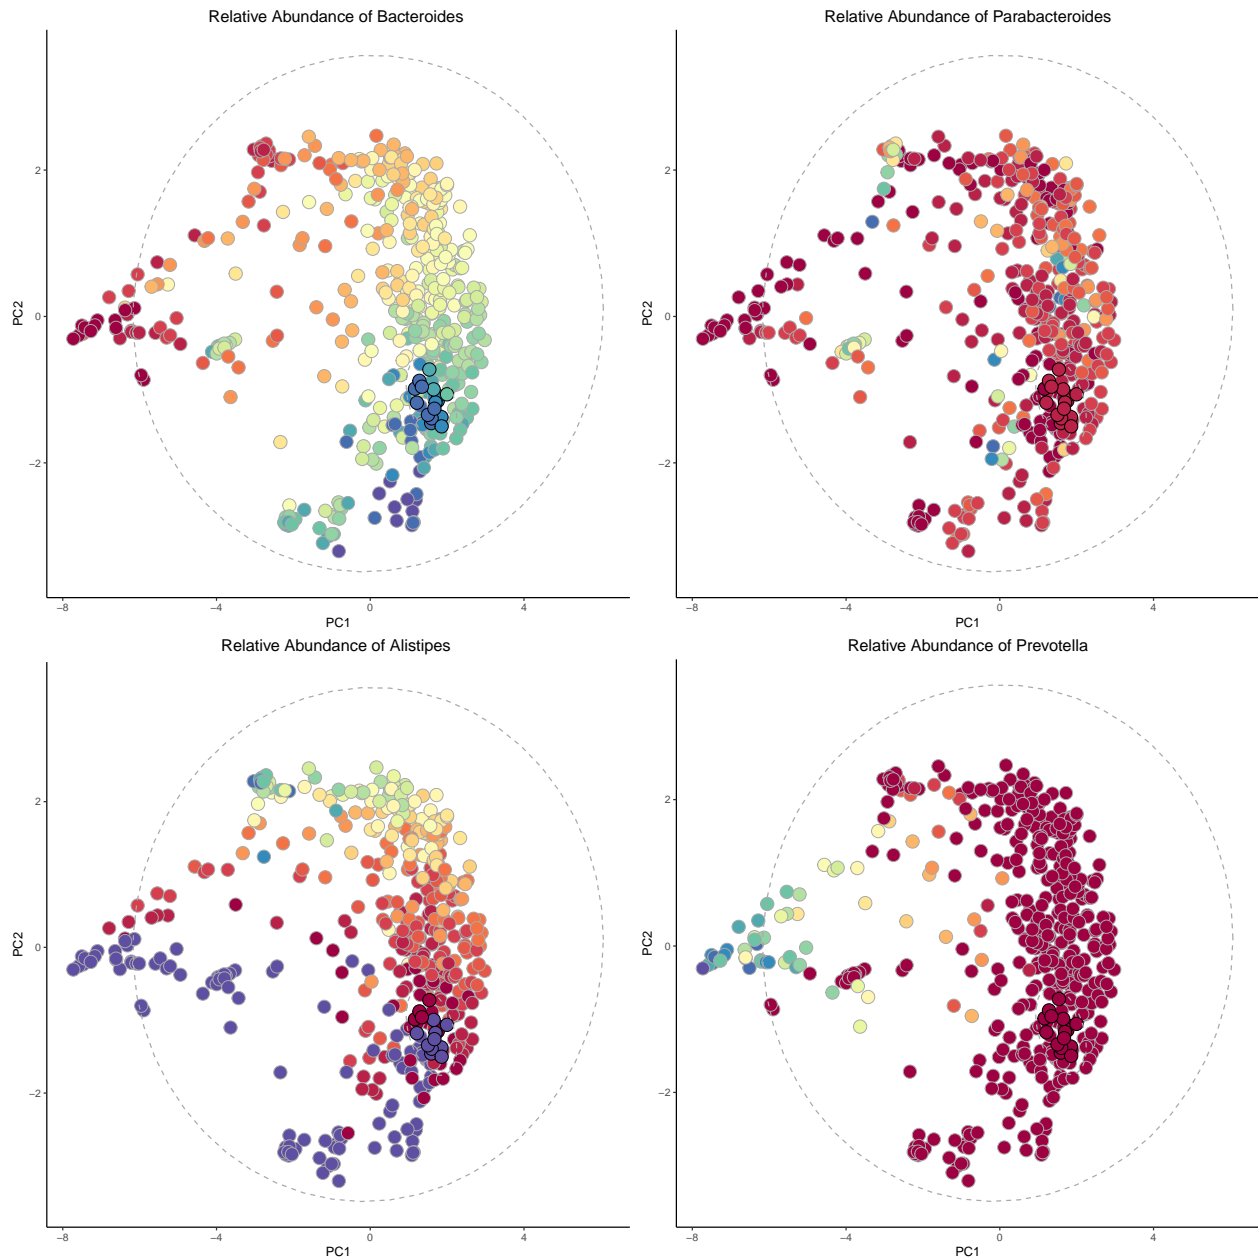 Relative Abundance of Bacteroides
2
0
−2
PC2
−8
−4
0
4
PC1
Relative Abundance of Parabacteroides
2
0
−2
PC2
−8
−4
0
4
PC1
Relative Abundance of Alistipes
2
0
−2
PC2
−8
−4
0
4
PC1
Relative Abundance of Prevotella
2
0
−2
PC2
−8
−4
0
4
PC1